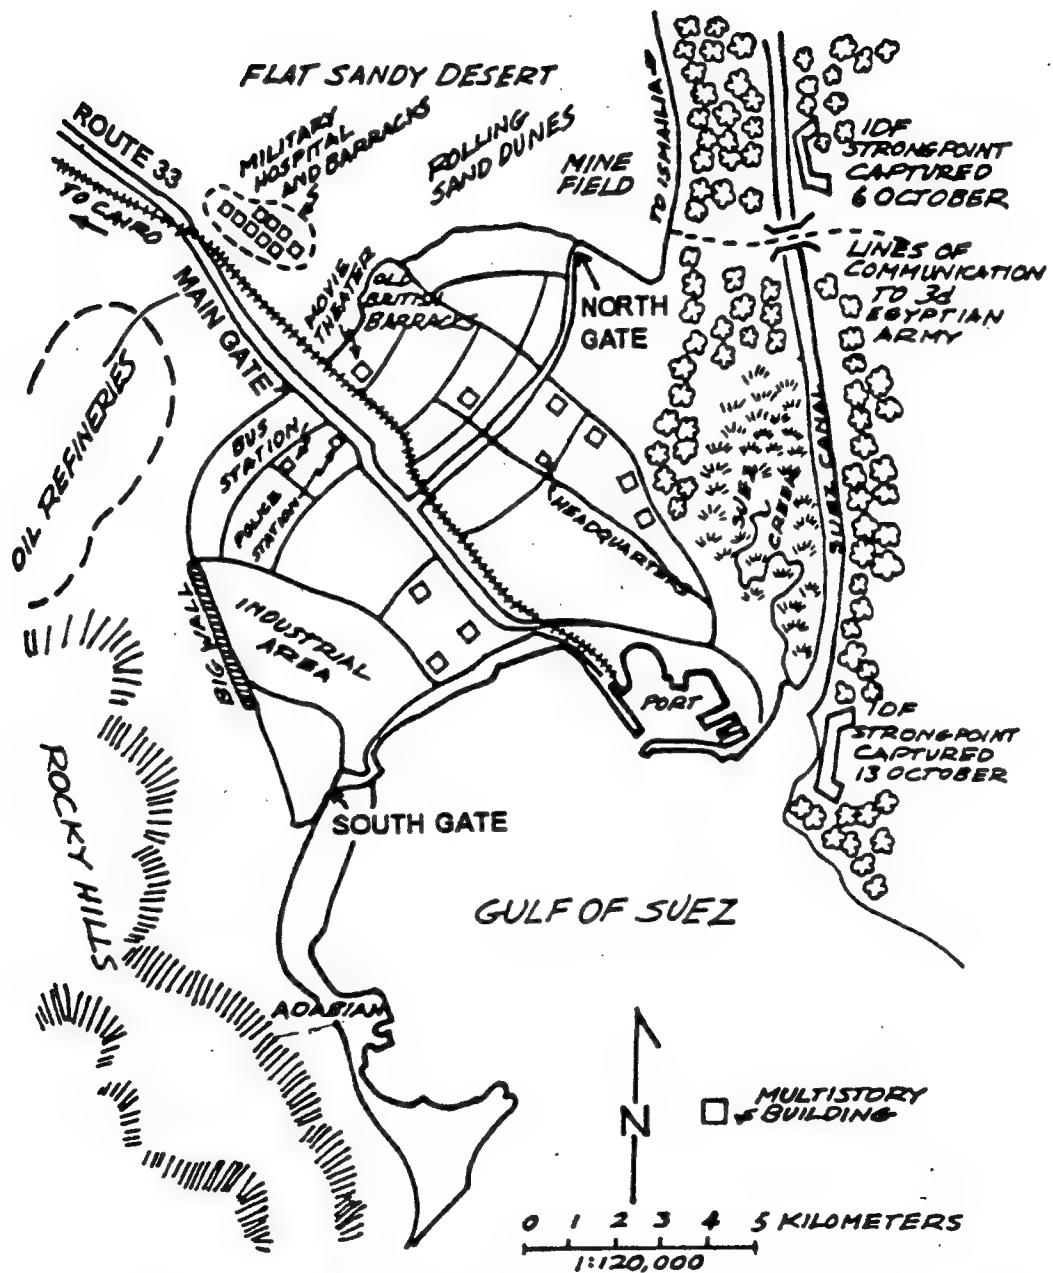 FLAT SANDY DESERT
ROUTE 33
TO CAIRO
MILITARY
HOSPITAL
AND BARRACKS
ROLLING
SAND DUNES
MINE
FIELD
TO ISMAILIA
IDF
STRONGPOINT
CAPTURED
6 OCTOBER
LINES OF
COMMUNICATION
TO 3d
EGYPTIAN
ARMY
MAIN GATE
MOVIE
THEATER
OLD
BRITISH
BARRACKS
NORTH
GATE
OIL REFINERIES
BUS
STATION
POLICE
STATION
HEADQUARTERS
SUEZ
CREEK
SUEZ CANAL
BIG WALL
INDUSTRIAL
AREA
PORT
IDF
STRONGPOINT
CAPTURED
13 OCTOBER
ROCKY HILLS
SOUTH GATE
GULF OF SUEZ
ADABIAH
N
MULTISTORY
BUILDING
0 1 2 3 4 5 KILOMETERS
1:120,000